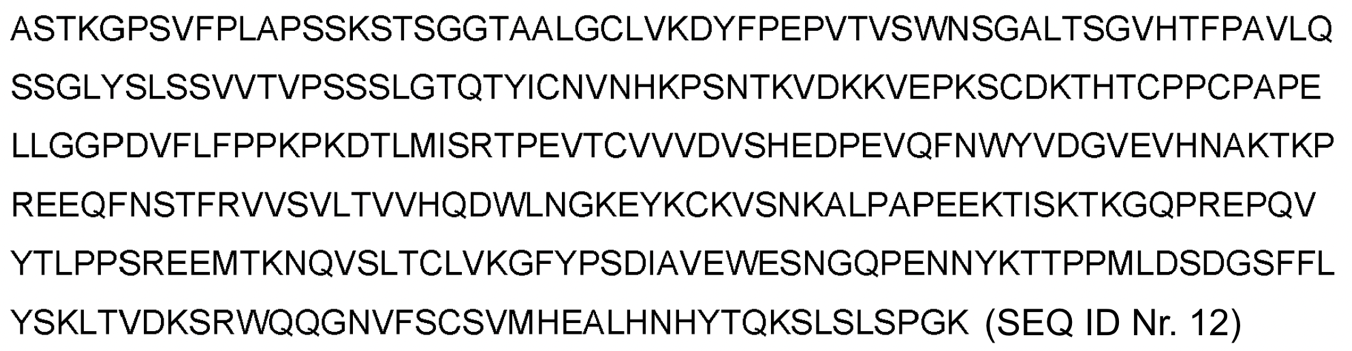 ASTKGPSVFPLAPSSKSTSGGTAALGCLVKDYFPEPVTVSWNSGALTSGVHTFPAVLQ
SSGLYSLSSVVTVPSSSLGTQTYICNVNHKPSNTKVDKKVEPKSCDKTHTCPPCPAPE
LLGGPDVFLFPPKPKDTLMISRTPEVTCVVVDVSHEDPEVQFNWYVDGVEVHNAKTKP
REEQFNSTFRVVSVLTVVHQDWLNGKEYKCKVSNKALPAPEEKTISKTKGQPREPQV
YTLPPSREEMTKNQVSLTCLVKGFYPSDIAVEWESNGQPENNYKTTPPMLDSDGSFFL
YSKLTVDKSRWQQGNVFSCSVMHEALHNHYTQKSLSLSPGK (SEQ ID Nr. 12)